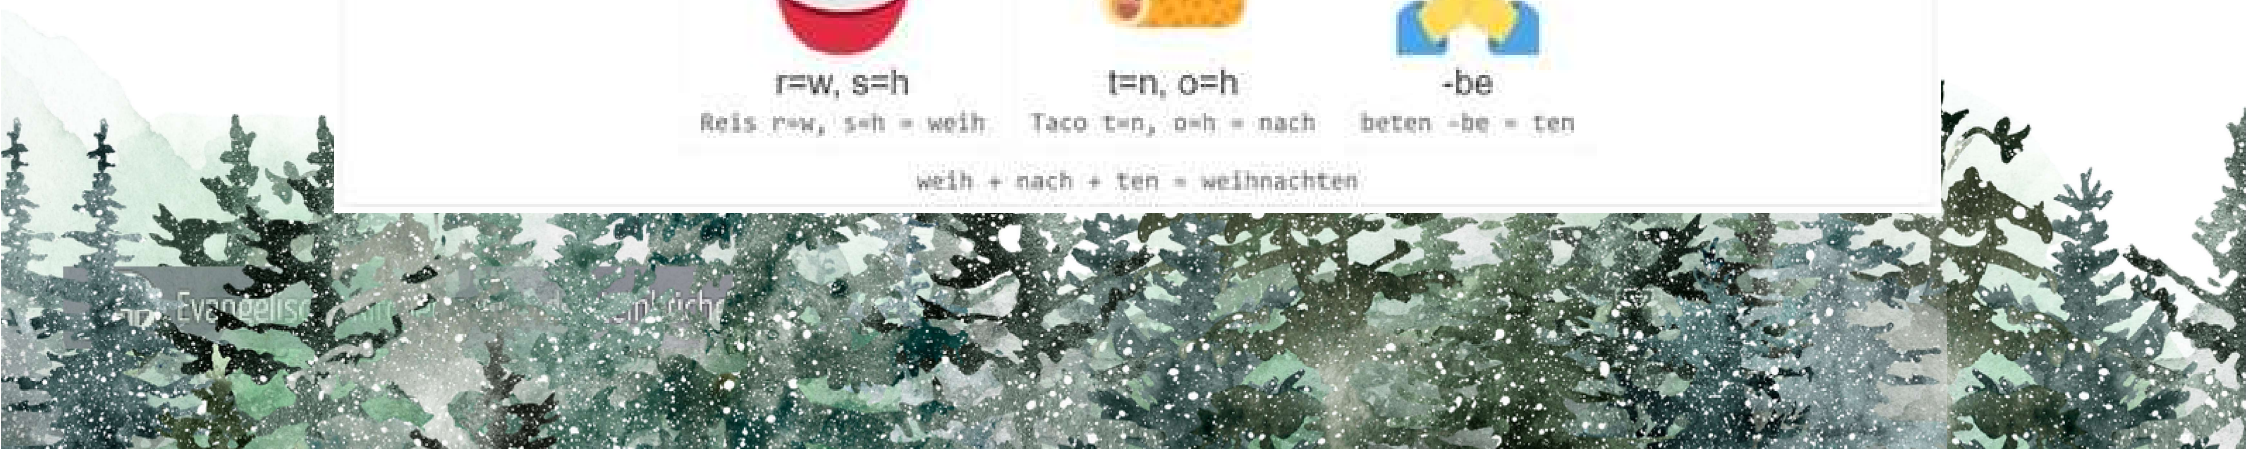 r=w, s=h
t=n, o=h
-be
Reis r=w, s=h = weih
Taco t=n, o=h = nach
beten -be = ten
weih + nach + ten = weihnachten